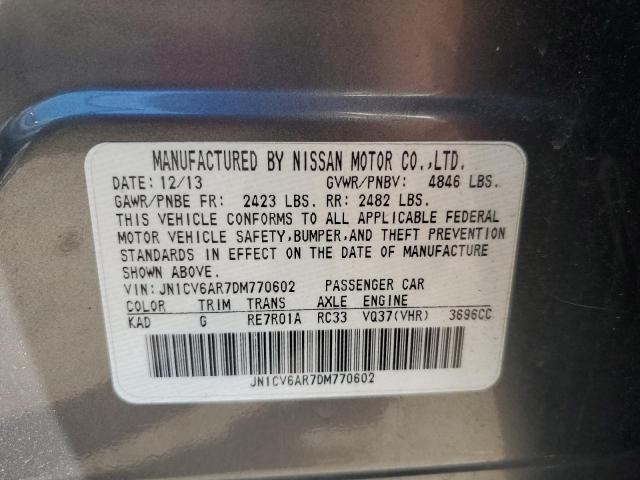 MANUFACTURED BY NISSAN MOTOR CO.,LTD.
DATE: 12/13 GVWR/PNBV: 4846 LBS.
GAWR/PNBE FR: 2423 LBS. RR: 2482 LBS.
THIS VEHICLE CONFORMS TO ALL APPLICABLE FEDERAL
MOTOR VEHICLE SAFETY,BUMPER,AND THEFT PREVENTION
STANDARDS IN EFFECT ON THE DATE OF MANUFACTURE
SHOWN ABOVE.
VIN: JN1CV6AR7DM770602 PASSENGER CAR
COLOR TRIM TRANS AXLE ENGINE
KAD G RE7R01A RC33 VQ37(VHR) 3696CC
JN1CV6AR7DM770602